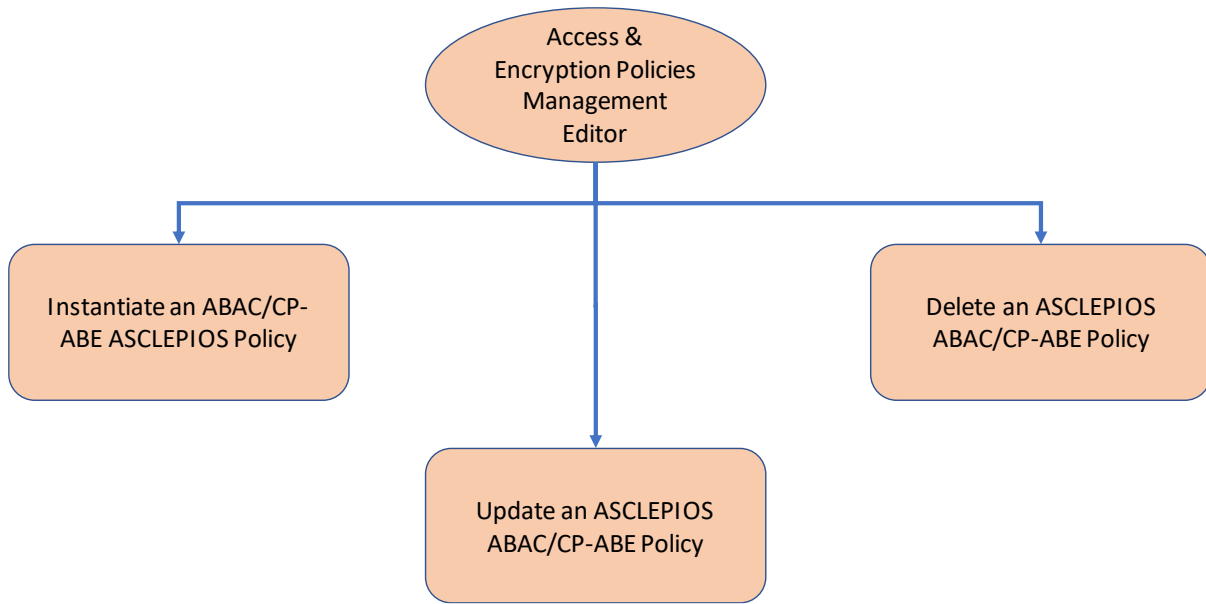 Access &
Encryption Policies
Management
Editor
Instantiate an ABAC/CP-
ABE ASCLEPIOS Policy
Delete an ASCLEPIOS
ABAC/CP-ABE Policy
Update an ASCLEPIOS
ABAC/CP-ABE Policy